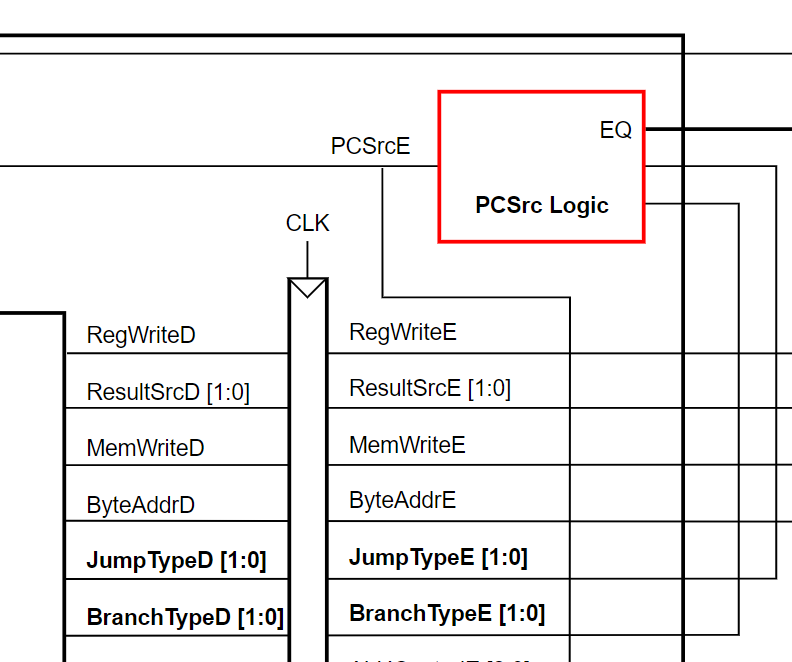 EQ
PCSrcE
PCSrc Logic
CLK
RegWriteD
RegWriteE
ResultSrcD [1:0]
ResultSrcE [1:0]
MemWriteD
MemWriteE
ByteAddrD
ByteAddrE
JumpTypeD [1:0]
JumpTypeE [1:0]
BranchTypeD [1:0]
BranchTypeE [1:0]